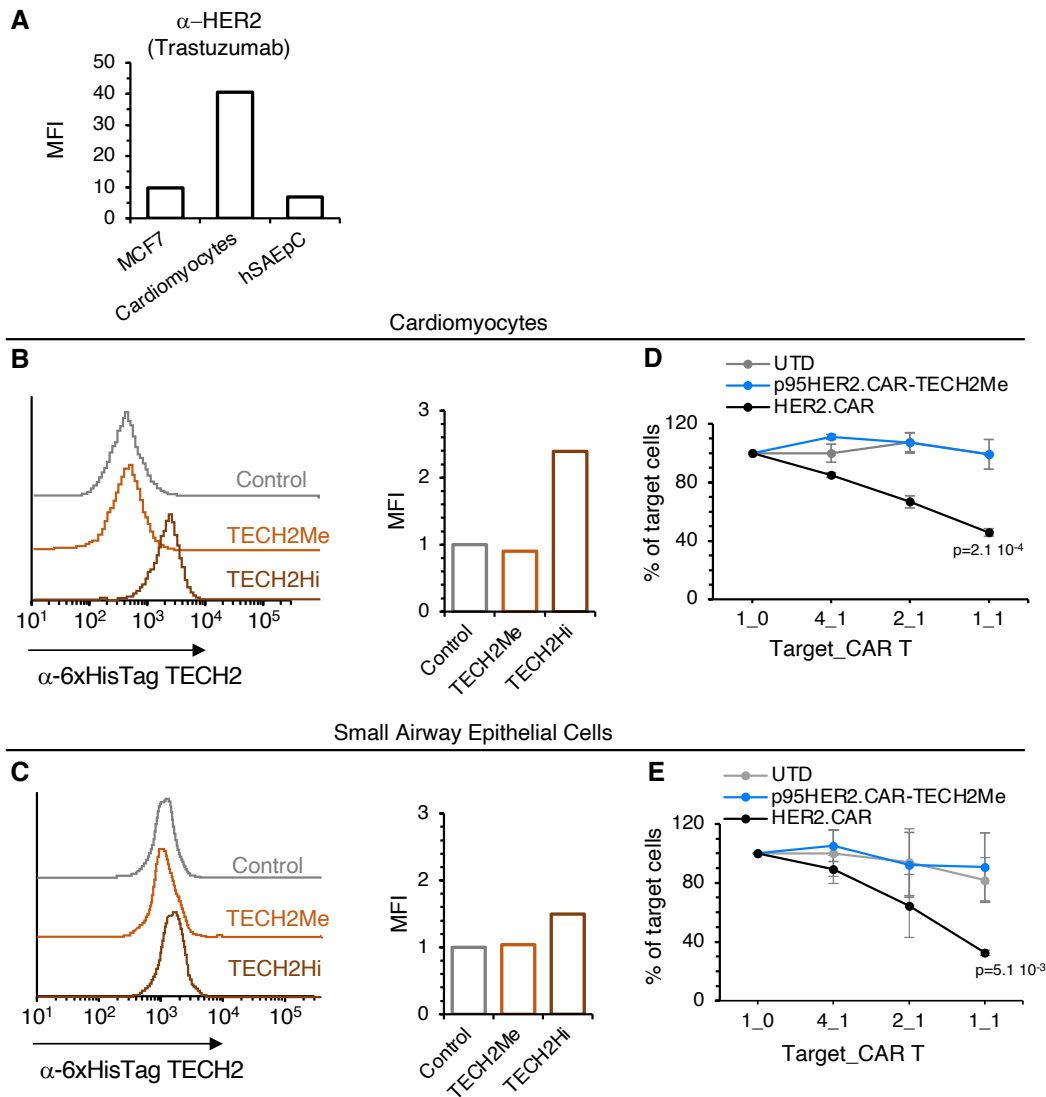 A
α–HER2
(Trastuzumab)
50
40
30
20
10
0
MFI
MCF7
Cardiomyocytes
hSAEpC
Cardiomyocytes
B
Control
TECH2Me
TECH2Hi
10¹ 10² 10³ 10⁴ 10⁵
α-6xHisTag TECH2
3
2
1
0
MFI
Control
TECH2Me
TECH2Hi
D
UTD
p95HER2.CAR-TECH2Me
HER2.CAR
120
80
40
0
% of target cells
p=2.1 10⁻⁴
1_0 4_1 2_1 1_1
Target_CAR T
Small Airway Epithelial Cells
C
Control
TECH2Me
TECH2Hi
10¹ 10² 10³ 10⁴ 10⁵
α-6xHisTag TECH2
3
2
1
0
MFI
Control
TECH2Me
TECH2Hi
E
UTD
p95HER2.CAR-TECH2Me
HER2.CAR
120
80
40
0
% of target cells
p=5.1 10⁻³
1_0 4_1 2_1 1_1
Target_CAR T